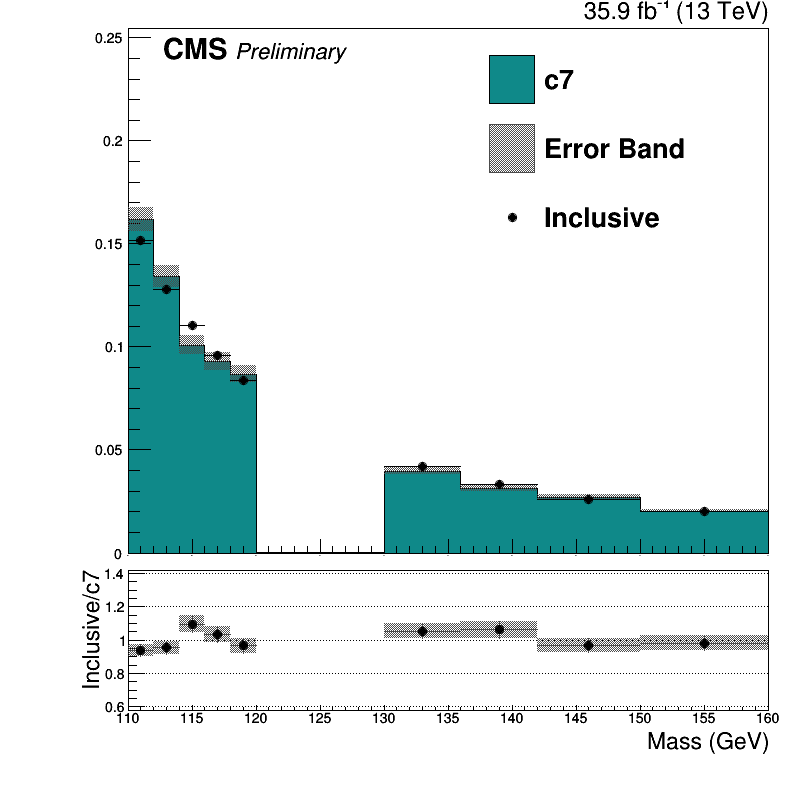 35.9 fb⁻¹ (13 TeV)
CMS Preliminary
c7
Error Band
Inclusive
0.25
0.2
0.15
0.1
0.05
0
Inclusive/c7
1.4
1.2
1
0.8
0.6
110 115 120 125 130 135 140 145 150 155 160
Mass (GeV)